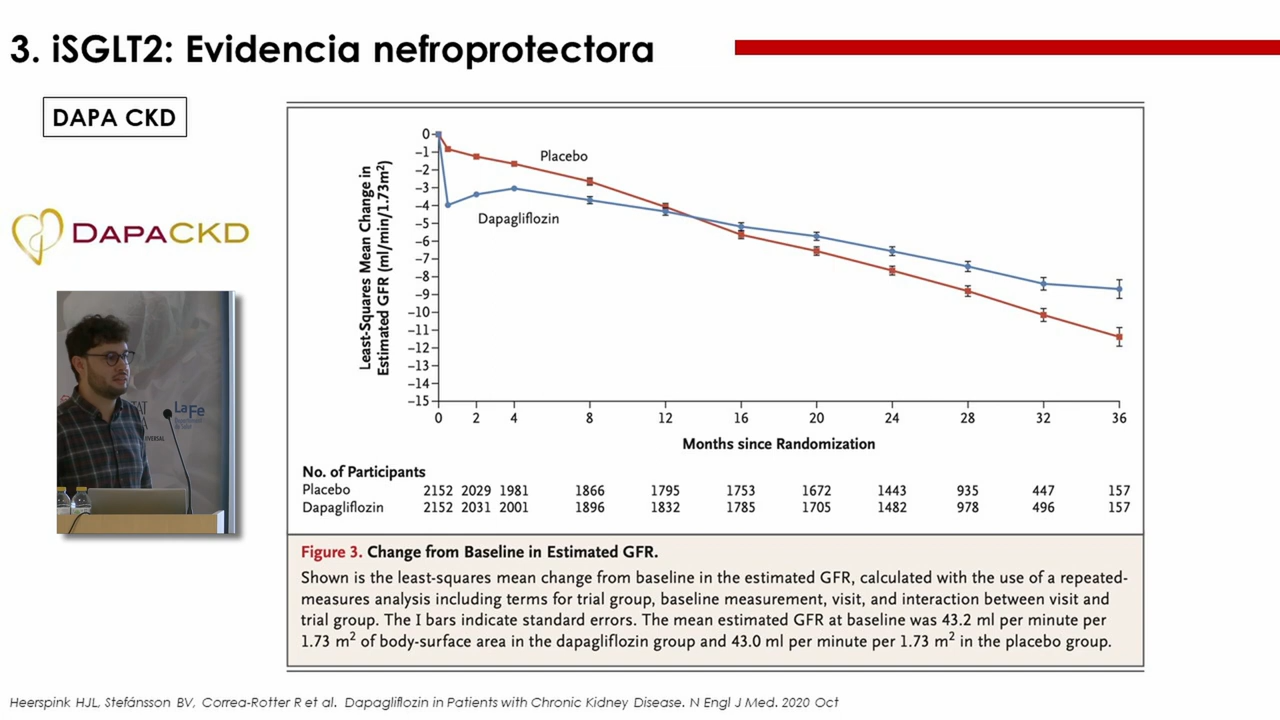 3. iSGLT2: Evidencia nefroprotectora
DAPA CKD
DAPACKD
LaFe
0
-1
-2
-3
-4
-5
-6
-7
-8
-9
-10
-11
-12
-13
-14
-15
Least-Squares Mean Change in
Estimated GFR (ml/min/1.73m²)
Placebo
Dapagliflozin
0 2 4 8 12 16 20 24 28 32 36
Months since Randomization
No. of Participants
Placebo 2152 2029 1981 1866 1795 1753 1672 1443 935 447 157
Dapagliflozin 2152 2031 2001 1896 1832 1785 1705 1482 978 496 157
Figure 3. Change from Baseline in Estimated GFR.
Shown is the least-squares mean change from baseline in the estimated GFR, calculated with the use of a repeated-
measures analysis including terms for trial group, baseline measurement, visit, and interaction between visit and
trial group. The I bars indicate standard errors. The mean estimated GFR at baseline was 43.2 ml per minute per
1.73 m² of body-surface area in the dapagliflozin group and 43.0 ml per minute per 1.73 m² in the placebo group.
Heerspink HJL, Stefánsson BV, Correa-Rotter R et al. Dapagliflozin in Patients with Chronic Kidney Disease. N Engl J Med. 2020 Oct